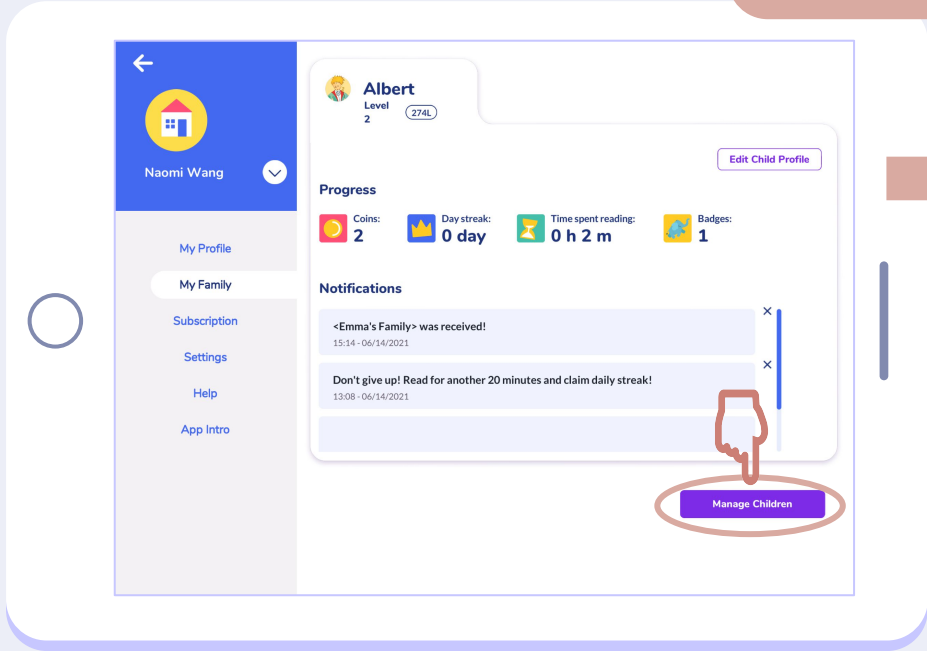 Naomi Wang
My Profile
My Family
Subscription
Settings
Help
App Intro
Albert
Level
2
274L
Edit Child Profile
Progress
Coins:
2
Day streak:
0 day
Time spent reading:
0 h 2 m
Badges:
1
Notifications
<Emma's Family> was received!
15:14 - 06/14/2021
Don't give up! Read for another 20 minutes and claim daily streak!
13:08 - 06/14/2021
Manage Children